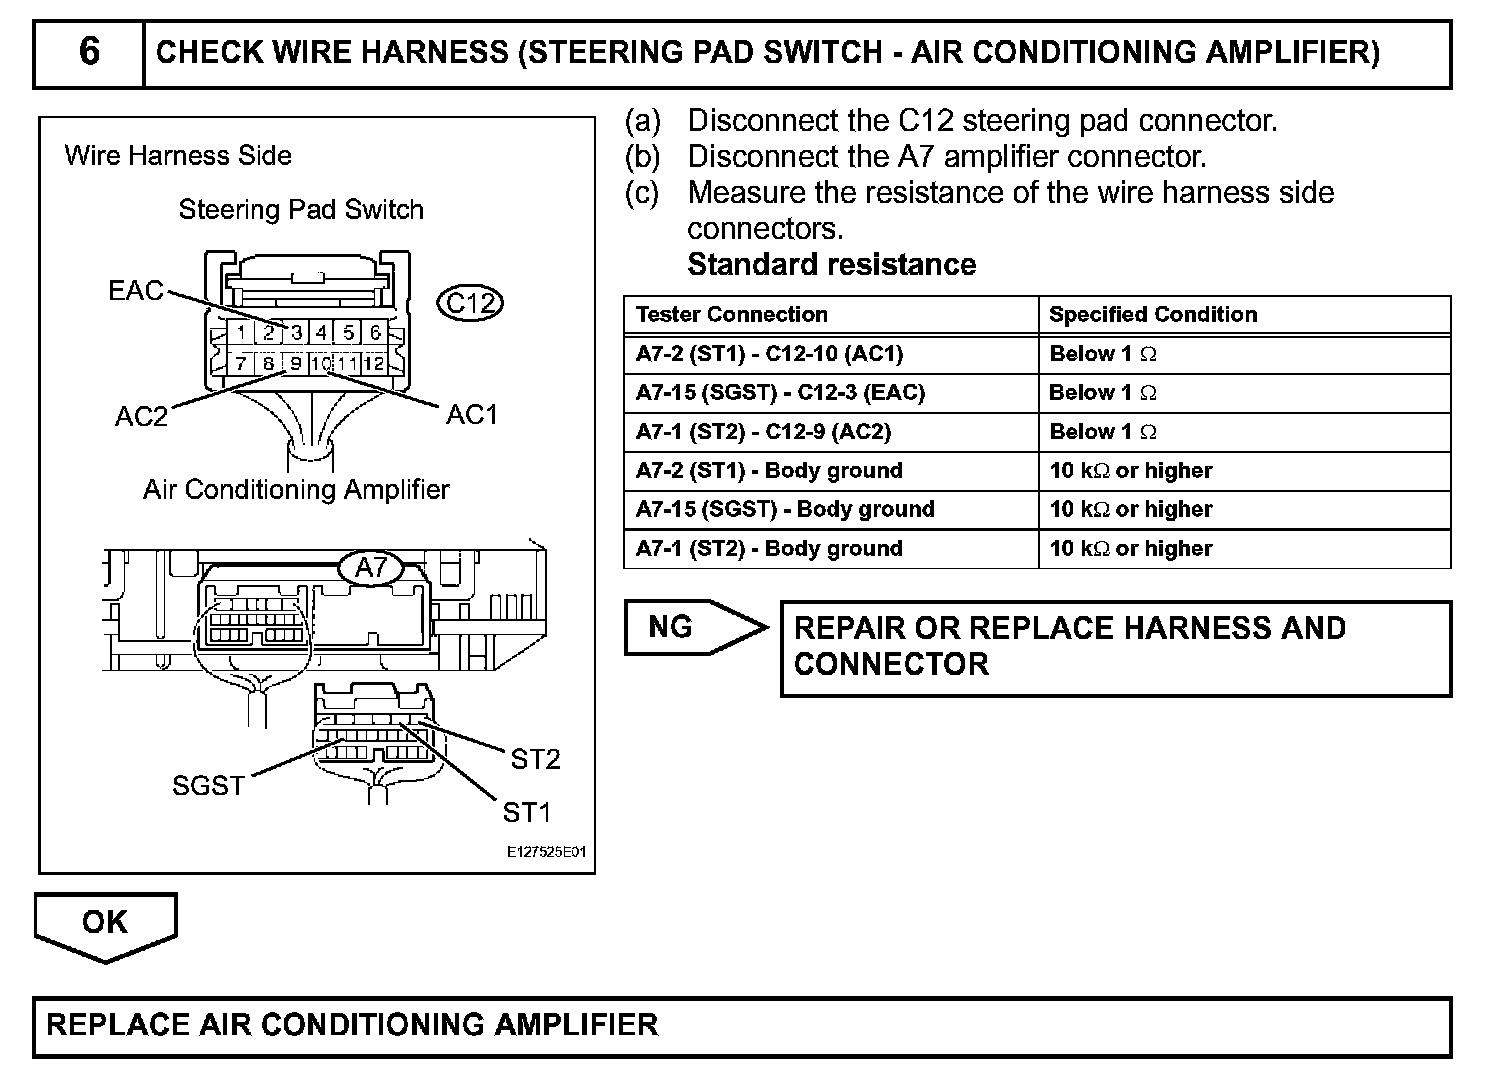 6 CHECK WIRE HARNESS (STEERING PAD SWITCH - AIR CONDITIONING AMPLIFIER)
Wire Harness Side
Steering Pad Switch
EAC
C12
1 2 3 4 5 6
7 8 9 10 11 12
AC2
AC1
Air Conditioning Amplifier
A7
ST2
SGST
ST1
E127525E01
(a) Disconnect the C12 steering pad connector.
(b) Disconnect the A7 amplifier connector.
(c) Measure the resistance of the wire harness side
connectors.
Standard resistance
Tester Connection Specified Condition
A7-2 (ST1) - C12-10 (AC1) Below 1 Ω
A7-15 (SGST) - C12-3 (EAC) Below 1 Ω
A7-1 (ST2) - C12-9 (AC2) Below 1 Ω
A7-2 (ST1) - Body ground 10 kΩ or higher
A7-15 (SGST) - Body ground 10 kΩ or higher
A7-1 (ST2) - Body ground 10 kΩ or higher
NG
REPAIR OR REPLACE HARNESS AND
CONNECTOR
OK
REPLACE AIR CONDITIONING AMPLIFIER